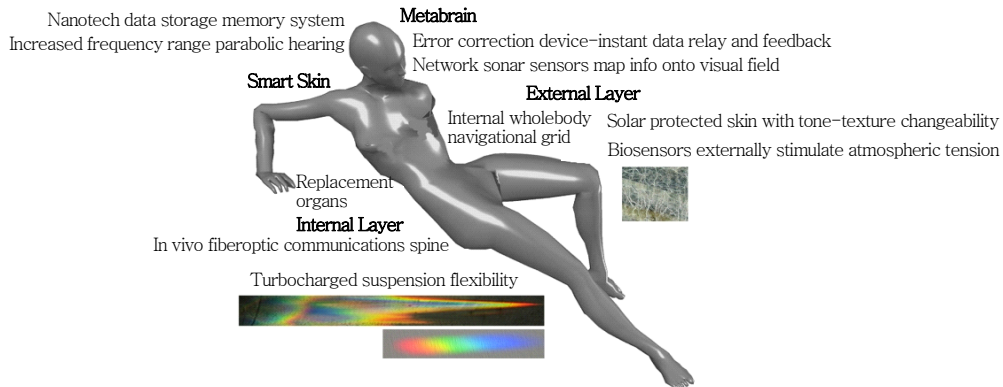 Metabrain
Nanotech data storage memory system
Increased frequency range parabolic hearing
Error correction device-instant data relay and feedback
Network sonar sensors map info onto visual field
Smart Skin
External Layer
Internal wholebody
navigational grid
Solar protected skin with tone-texture changeability
Biosensors externally stimulate atmospheric tension
Replacement
organs
Internal Layer
In vivo fiberoptic communications spine
Turbocharged suspension flexibility